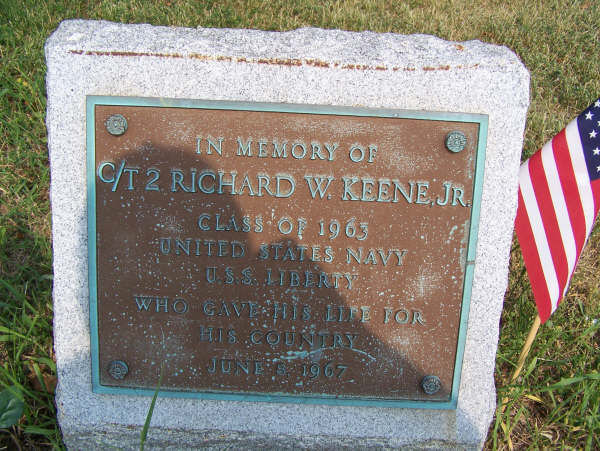 IN MEMORY OF
C/T 2 RICHARD W. KEENE, JR.
CLASS OF 1963
UNITED STATES NAVY
U.S.S. LIBERTY
WHO GAVE HIS LIFE FOR
HIS COUNTRY
JUNE 8, 1967